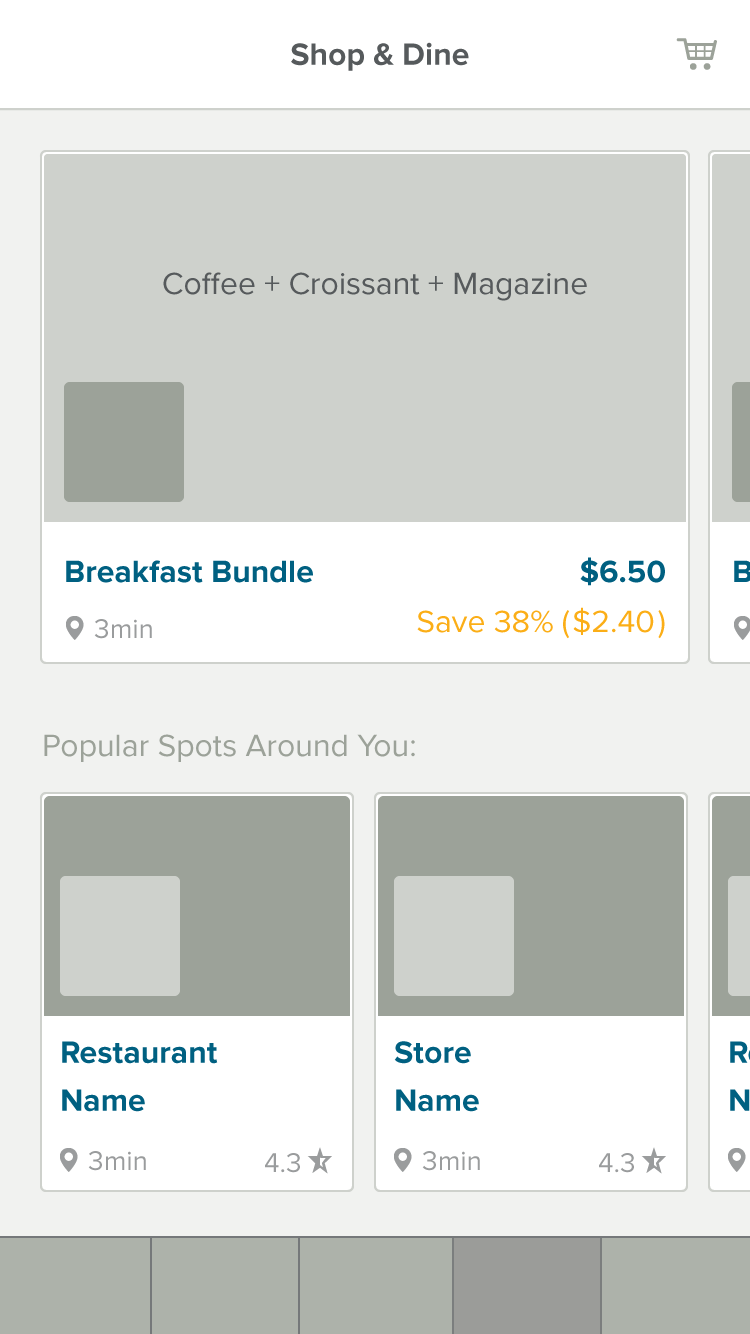 Shop & Dine
Coffee + Croissant + Magazine
Breakfast Bundle
$6.50
3min
Save 38% ($2.40)
B
Popular Spots Around You:
Restaurant
Name
3min
4.3
Store
Name
3min
4.3
R
N